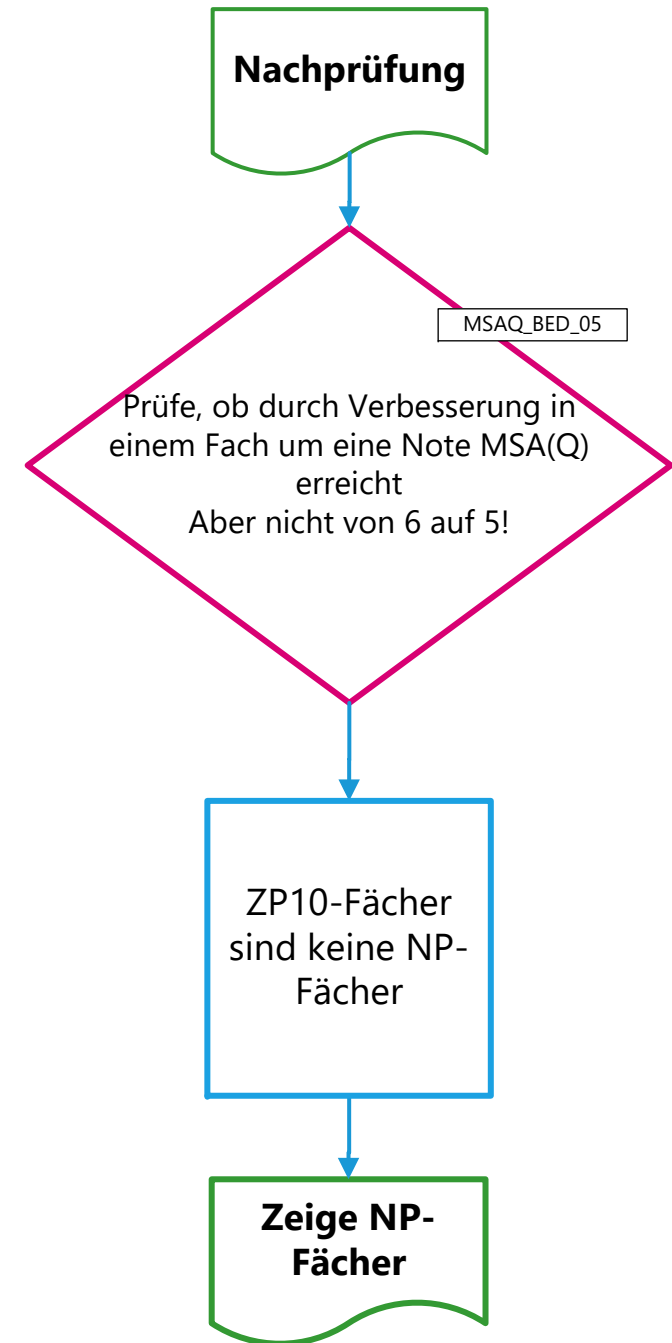 Nachprüfung
MSAQ_BED_05
Prüfe, ob durch Verbesserung in
einem Fach um eine Note MSA(Q)
erreicht
Aber nicht von 6 auf 5!
ZP10-Fächer
sind keine NP-
Fächer
Zeige NP-
Fächer